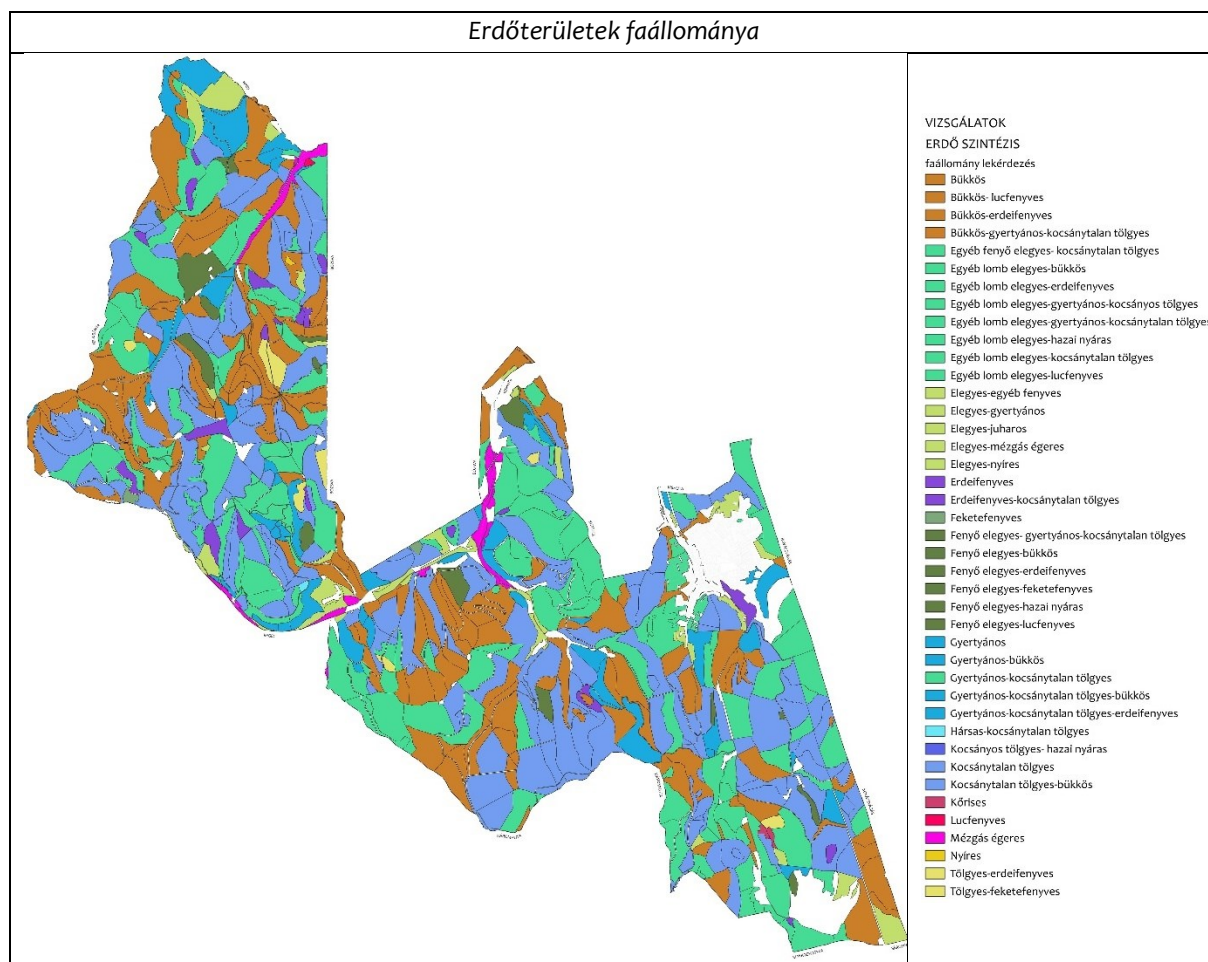 Erdőterületek faállománya
VIZSGÁLATOK
ERDŐ SZINTÉZIS
faállomány lekérdezés
Bükkös
Bükkös- lucfenyves
Bükkös-erdeifenyves
Bükkös-gyertyános-kocsánytalan tölgyes
Egyéb fenyő elegyes- kocsánytalan tölgyes
Egyéb lomb elegyes-bükkös
Egyéb lomb elegyes-erdeifenyves
Egyéb lomb elegyes-gyertyános-kocsányos tölgyes
Egyéb lomb elegyes-gyertyános-kocsánytalan tölgyes
Egyéb lomb elegyes-hazai nyáras
Egyéb lomb elegyes-kocsánytalan tölgyes
Egyéb lomb elegyes-lucfenyves
Elegyes-egyéb fenyves
Elegyes-gyertyános
Elegyes-juharos
Elegyes-mézgás égeres
Elegyes-nyíres
Erdeifenyves
Erdeifenyves-kocsánytalan tölgyes
Feketefenyves
Fenyő elegyes- gyertyános-kocsánytalan tölgyes
Fenyő elegyes-bükkös
Fenyő elegyes-erdeifenyves
Fenyő elegyes-feketefenyves
Fenyő elegyes-hazai nyáras
Fenyő elegyes-lucfenyves
Gyertyános
Gyertyános-bükkös
Gyertyános-kocsánytalan tölgyes
Gyertyános-kocsánytalan tölgyes-bükkös
Gyertyános-kocsánytalan tölgyes-erdeifenyves
Hársas-kocsánytalan tölgyes
Kocsányos tölgyes- hazai nyáras
Kocsánytalan tölgyes
Kocsánytalan tölgyes-bükkös
Kőrises
Lucfenyves
Mézgás égeres
Nyíres
Tölgyes-erdeifenyves
Tölgyes-feketefenyves